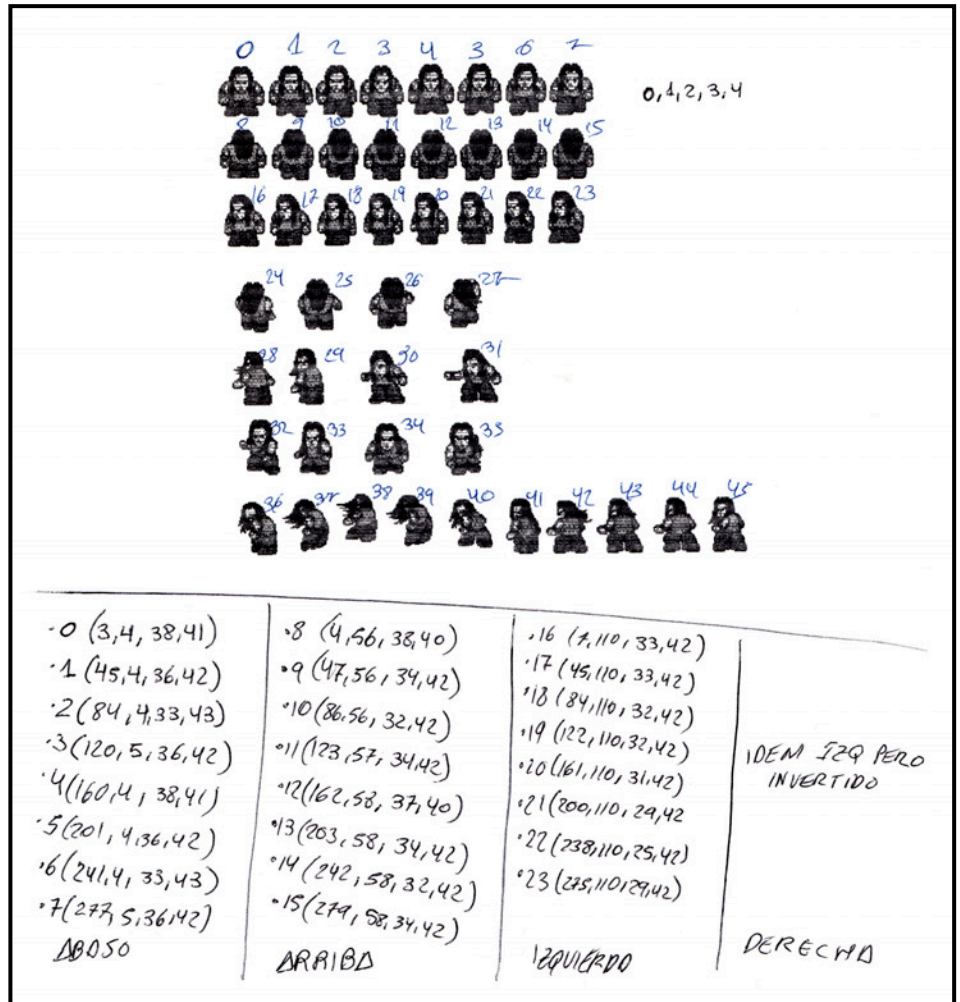 0 1 2 3 4 5 6 7
0,1,2,3,4
8 9 10 11 12 13 14 15
16 17 18 19 20 21 22 23
24 25 26 27
28 29 30 31
32 33 34 35
36 37 38 39 40 41 42 43 44 45
·0 (3,4, 38,41)
·1 (45,4, 36,42)
·2 (84, 4,33,43)
·3 (120, 5, 36,42)
·4 (160,4, 38,41)
·5 (201, 4,36,42)
·6 (241,4, 33,43)
·7 (277, 5,36,42)
ABAJO
·8 (4,56, 38,40)
·9 (47,56, 34,42)
·10 (86,56, 32,42)
·11 (123,57, 34,42)
·12 (162,58, 37,40)
·13 (203, 58, 34,42)
·14 (242,58, 32,42)
·15 (279, 58,34,42)
ARRIBA
·16 (7,110, 33,42)
·17 (45,110, 33,42)
·18 (84,110, 32,42)
·19 (122,110,32,42)
·20 (161,110, 31,42)
·21 (200,110, 29,42
·22 (238,110,25,42)
·23 (275,110,29,42)
IZQUIERDO
IDEM IZQ PERO
INVERTIDO
DERECHA